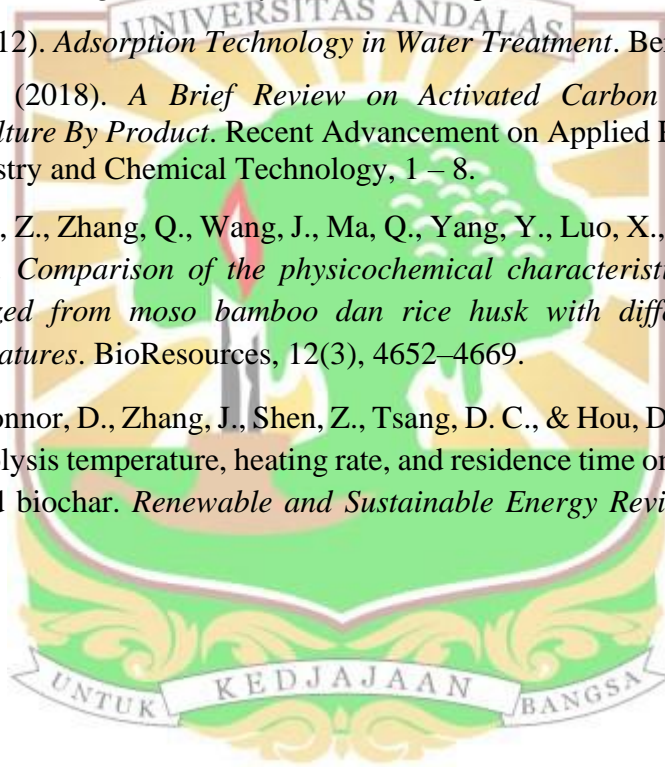 UNIVERSITAS ANDALAS
12). Adsorption Technology in Water Treatment. Be
(2018). A Brief Review on Activated Carbon
lture By Product. Recent Advancement on Applied
stry and Chemical Technology, 1 – 8.
, Z., Zhang, Q., Wang, J., Ma, Q., Yang, Y., Luo, X.,
Comparison of the physicochemical characteristi
zed from moso bamboo dan rice husk with diffe
atures. BioResources, 12(3), 4652–4669.
onnor, D., Zhang, J., Shen, Z., Tsang, D. C., & Hou, D
olysis temperature, heating rate, and residence time on
d biochar. Renewable and Sustainable Energy Revi
UNTUK KEDJAJAAN BANGSA